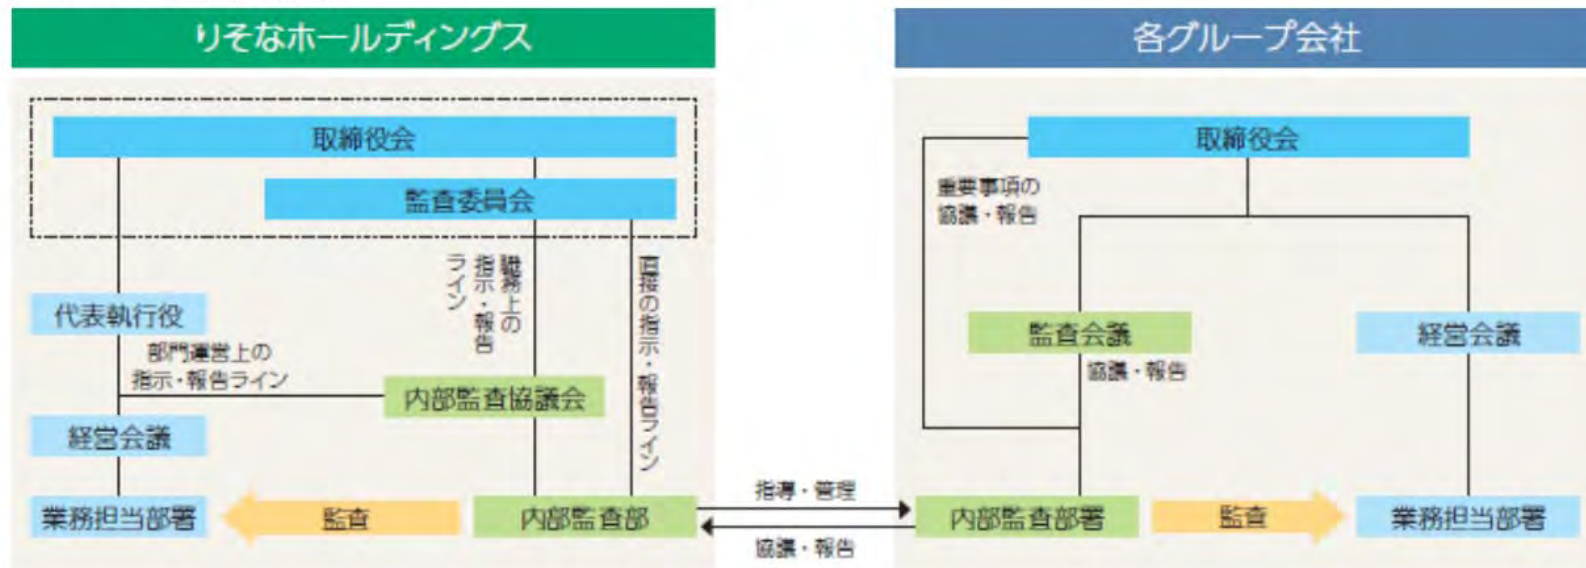 りそなホールディングス
取締役会
監査委員会
職務上の
指示・報告
ライン
直接の指示・報告ライン
代表執行役
部門運営上の
指示・報告ライン
内部監査協議会
経営会議
業務担当部署
監査
内部監査部
指導・管理
協議・報告
各グループ会社
取締役会
重要事項の
協議・報告
監査会議
協議・報告
経営会議
内部監査部署
監査
業務担当部署